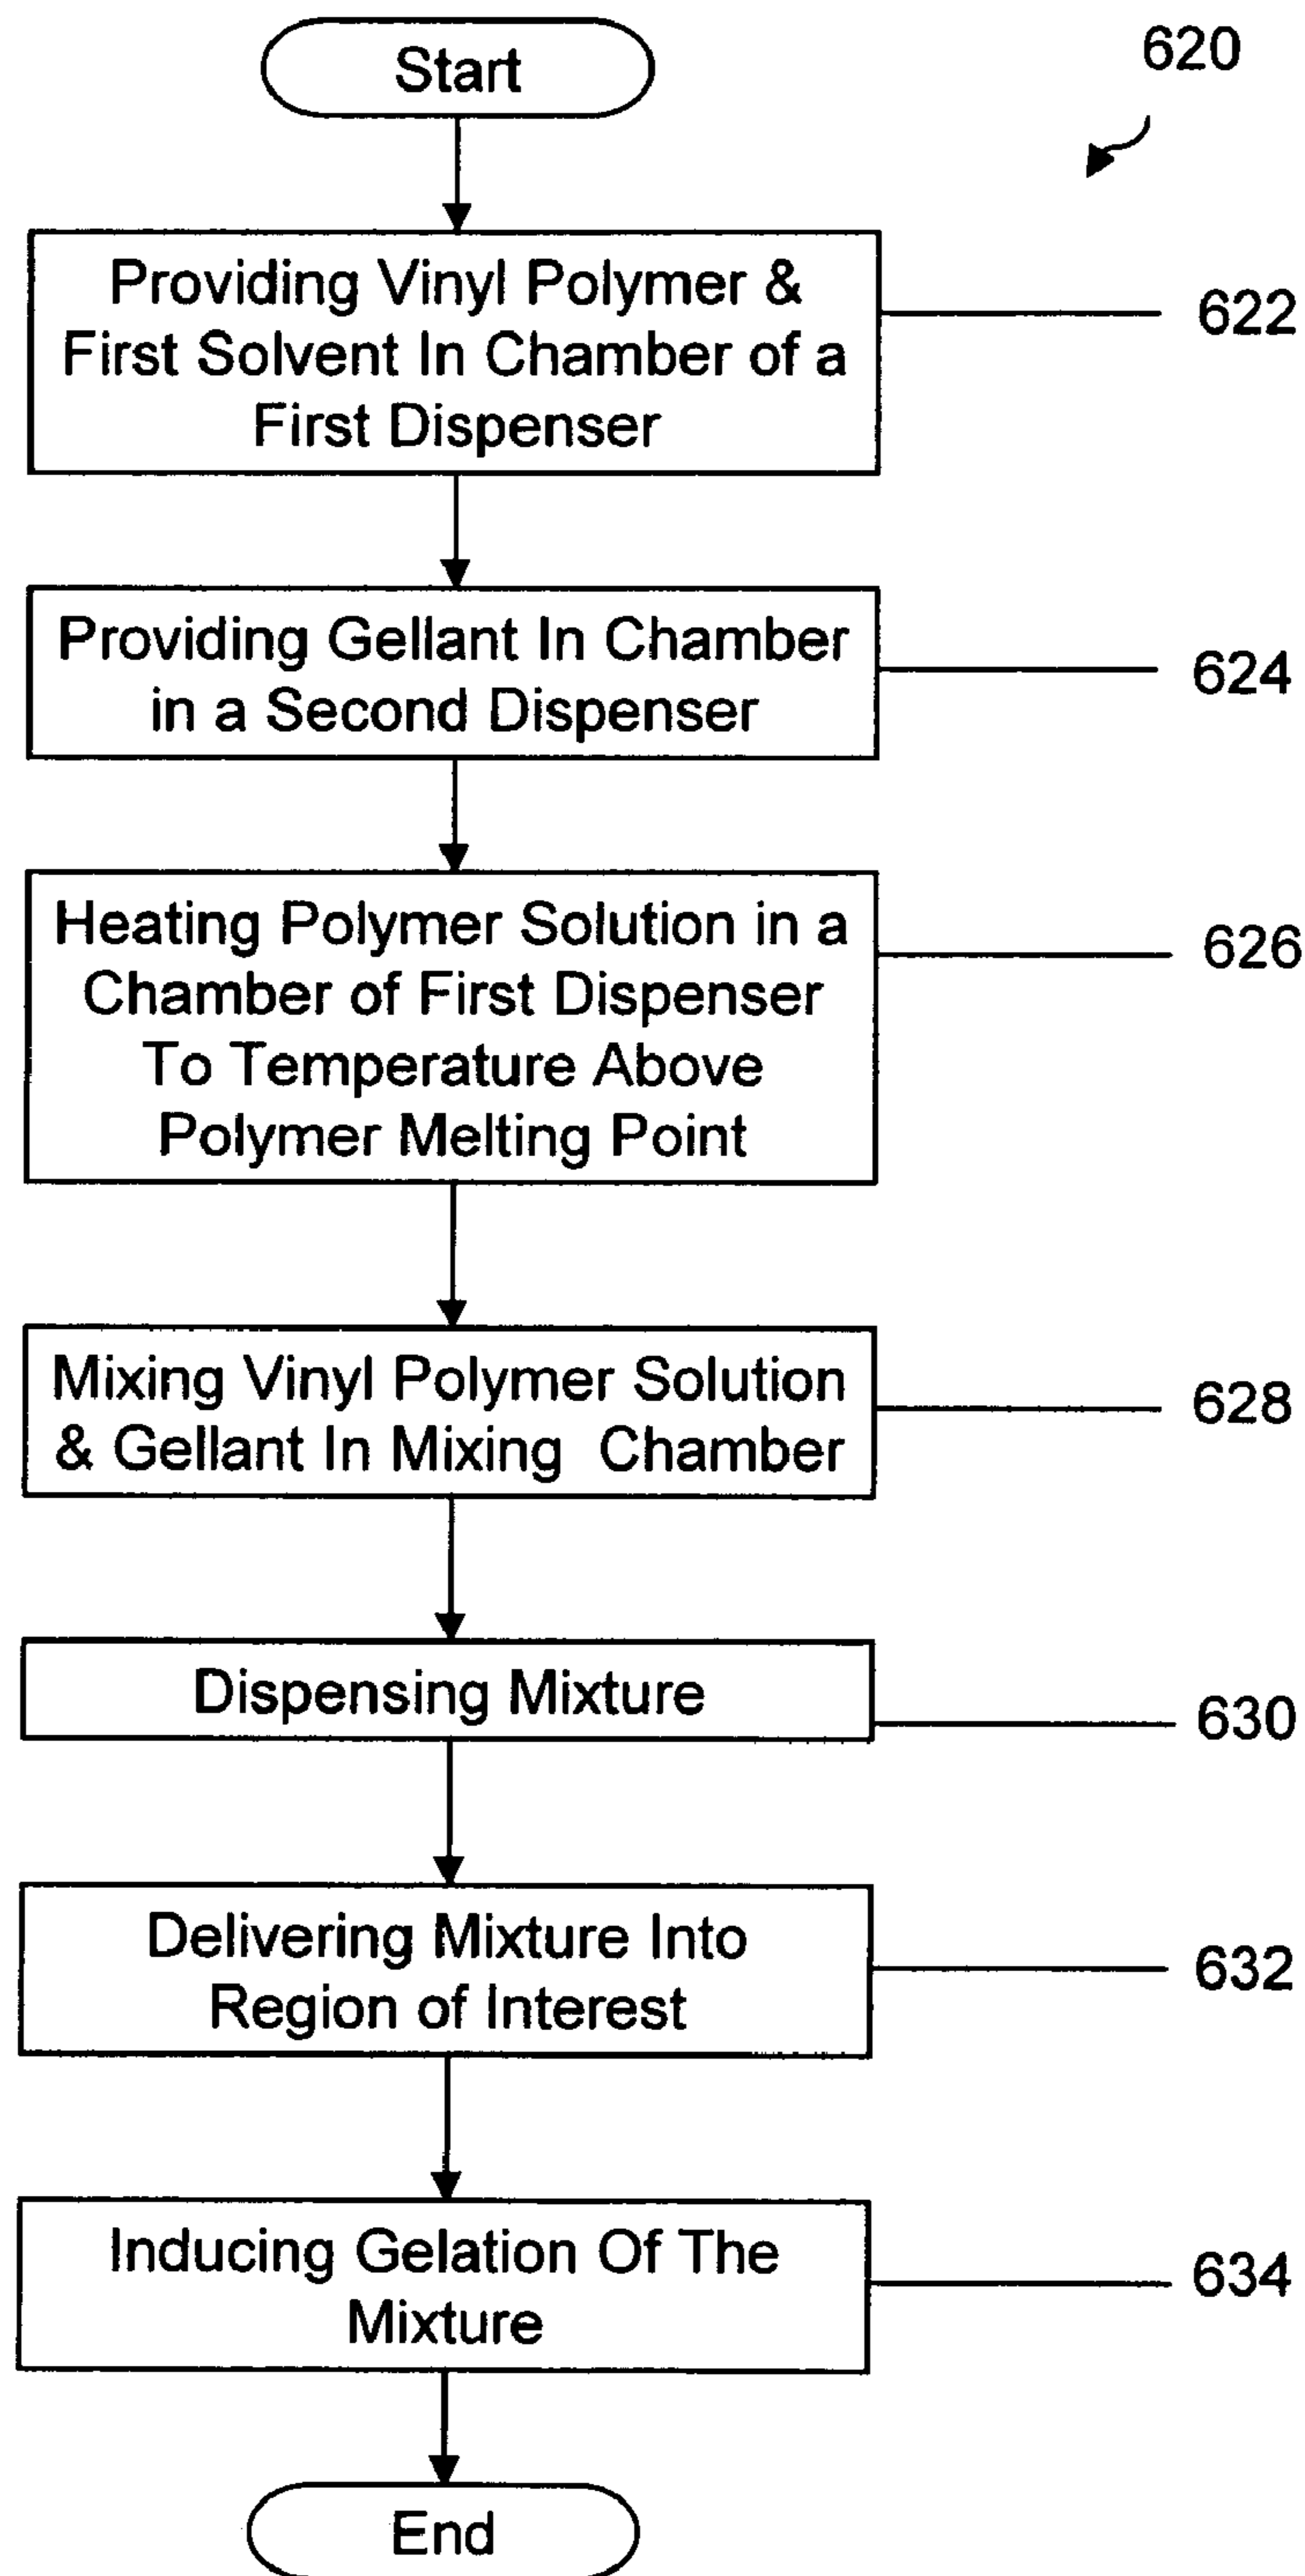 Start
620
Providing Vinyl Polymer &
First Solvent In Chamber of a
First Dispenser
622
Providing Gellant In Chamber
in a Second Dispenser
624
Heating Polymer Solution in a
Chamber of First Dispenser
To Temperature Above
Polymer Melting Point
626
Mixing Vinyl Polymer Solution
& Gellant In Mixing Chamber
628
Dispensing Mixture
630
Delivering Mixture Into
Region of Interest
632
Inducing Gelation Of The
Mixture
634
End